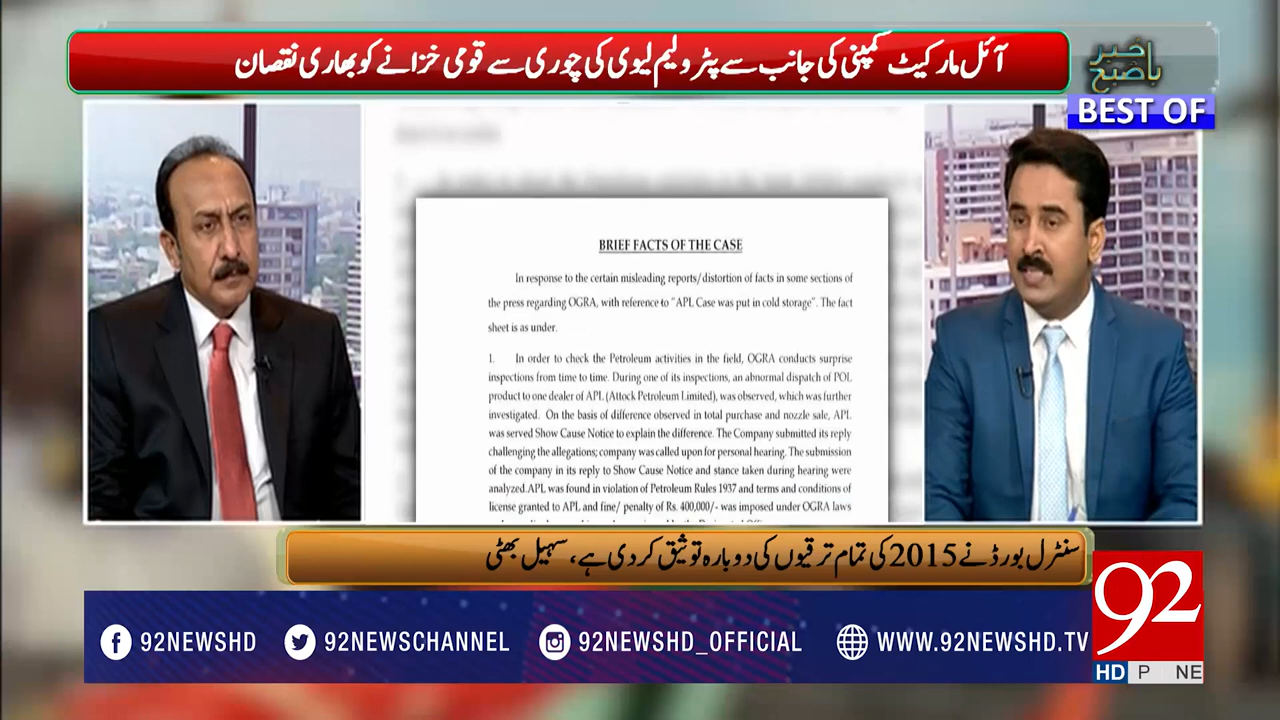 آئل مارکیٹ کمپنی کی جانب سے پٹرولیم لیوی کی چوری سے قومی خزانے کو بھاری نقصان
باخبر صبح
BEST OF
BRIEF FACTS OF THE CASE
In response to the certain misleading reports/distortion of facts in some sections of
the press regarding OGRA, with reference to "APL Case was put in cold storage". The fact
sheet is as under.
1. In order to check the Petroleum activities in the field, OGRA conducts surprise
inspections from time to time. During one of its inspections, an abnormal dispatch of POL
product to one dealer of APL (Attock Petroleum Limited), was observed, which was further
investigated. On the basis of difference observed in total purchase and nozzle sale, APL
was served Show Cause Notice to explain the difference. The Company submitted its reply
challenging the allegations; company was called upon for personal hearing. The submission
of the company in its reply to Show Cause Notice and stance taken during hearing were
analyzed.APL was found in violation of Petroleum Rules 1937 and terms and conditions of
license granted to APL and fine/ penalty of Rs. 400,000/- was imposed under OGRA laws
سنٹرل بورڈ نے 2015 کی تمام ترقیوں کی دوبارہ توثیق کر دی ہے، سہیل بھٹی
92NEWSHD 92NEWSCHANNEL 92NEWSHD_OFFICIAL WWW.92NEWSHD.TV
92
HD P NE